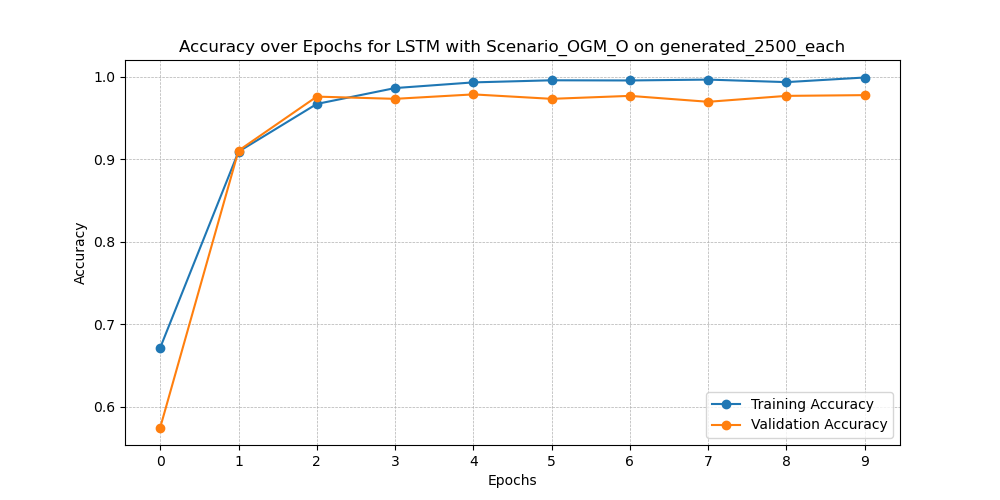 Accuracy over Epochs for LSTM with Scenario_OGM_O on generated_2500_each
1.0
0.9
0.8
0.7
0.6
Accuracy
0 1 2 3 4 5 6 7 8 9
Epochs
Training Accuracy
Validation Accuracy